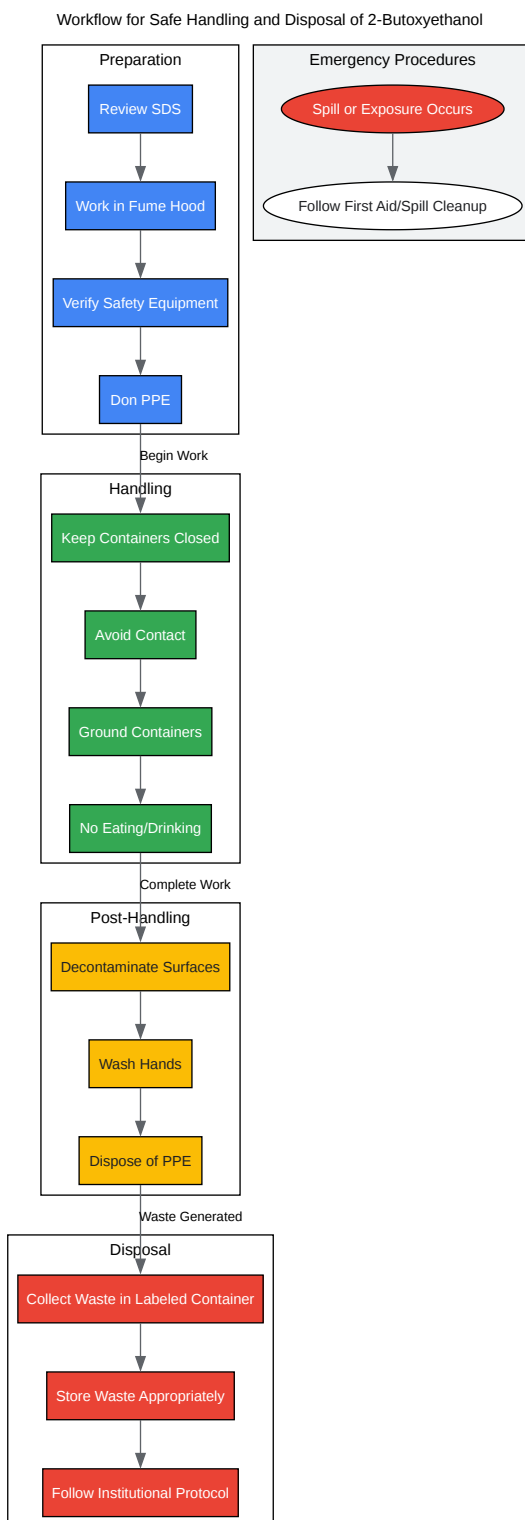 Workflow for Safe Handling and Disposal of 2-Butoxyethanol
Preparation
Review SDS
Work in Fume Hood
Verify Safety Equipment
Don PPE
Emergency Procedures
Spill or Exposure Occurs
Follow First Aid/Spill Cleanup
Begin Work
Handling
Keep Containers Closed
Avoid Contact
Ground Containers
No Eating/Drinking
Complete Work
Post-Handling
Decontaminate Surfaces
Wash Hands
Dispose of PPE
Waste Generated
Disposal
Collect Waste in Labeled Container
Store Waste Appropriately
Follow Institutional Protocol